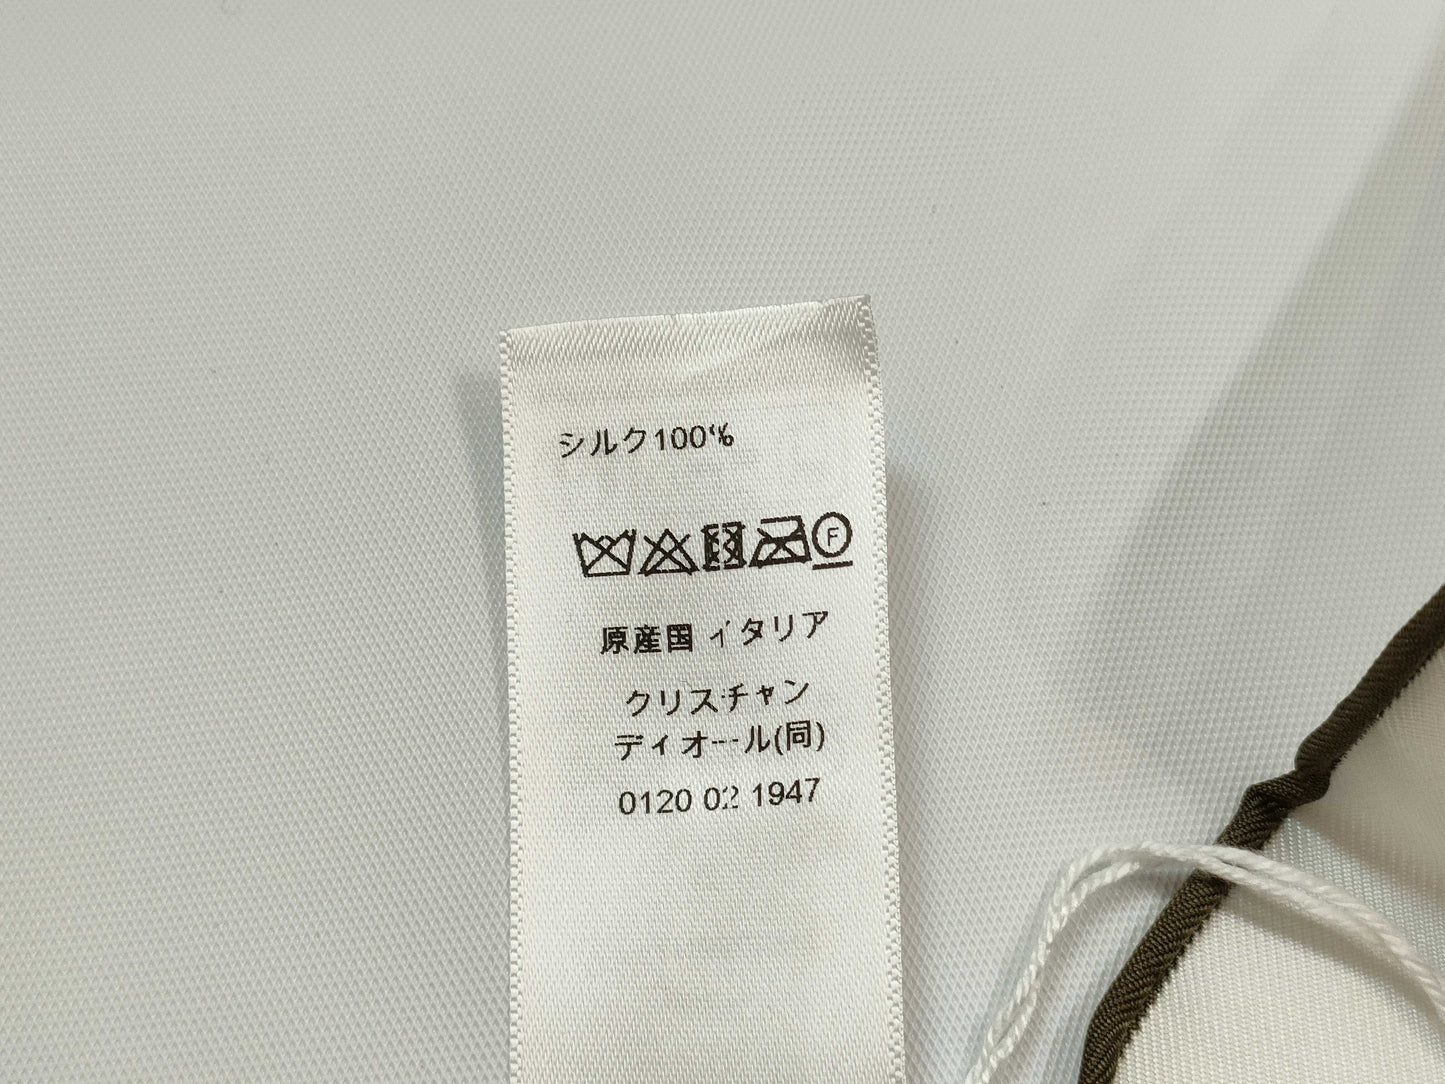 シルク100%
F
原産国 イタリア
クリスチャン
ディオール(同)
0120 02 1947